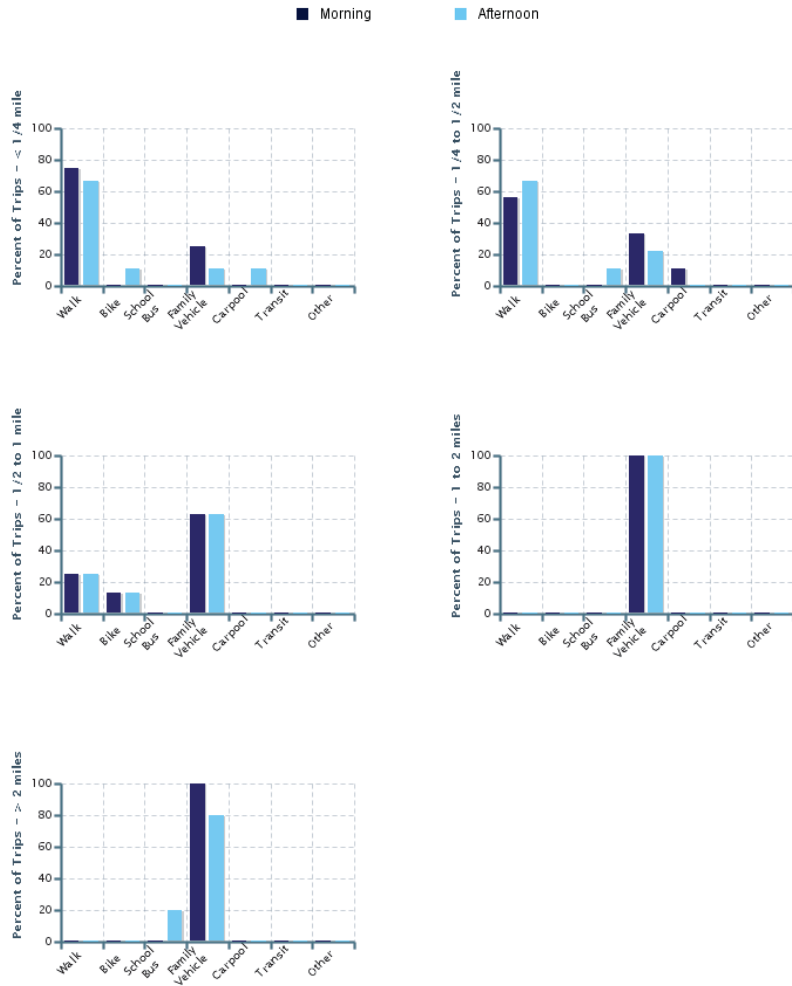 Morning Afternoon
Percent of Trips - < 1/4 mile
100
80
60
40
20
0
Walk
Bike
School
Bus
Family
Vehicle
Carpool
Transit
Other
Percent of Trips - 1/4 to 1/2 mile
100
80
60
40
20
0
Walk
Bike
School
Bus
Family
Vehicle
Carpool
Transit
Other
Percent of Trips - 1/2 to 1 mile
100
80
60
40
20
0
Walk
Bike
School
Bus
Family
Vehicle
Carpool
Transit
Other
Percent of Trips - 1 to 2 miles
100
80
60
40
20
0
Walk
Bike
School
Bus
Family
Vehicle
Carpool
Transit
Other
Percent of Trips - > 2 miles
100
80
60
40
20
0
Walk
Bike
School
Bus
Family
Vehicle
Carpool
Transit
Other